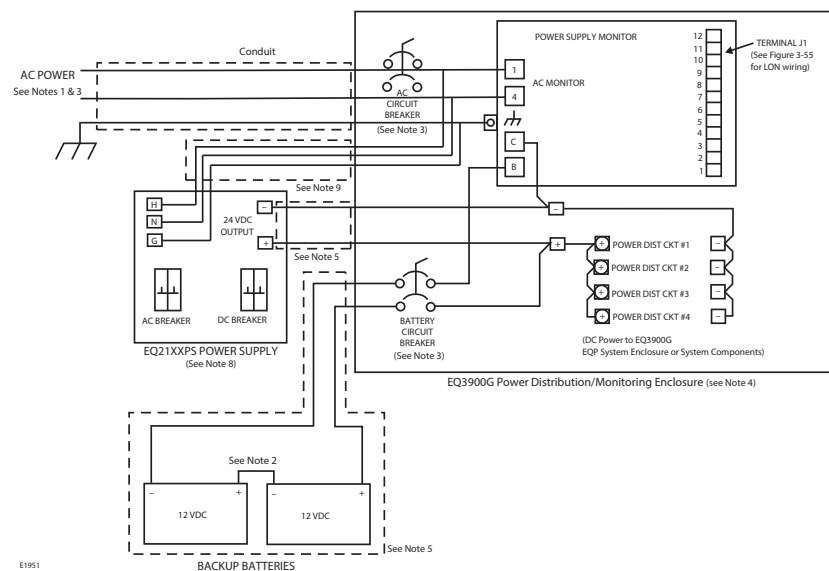 Conduit
AC POWER
See Notes 1 & 3
AC
CIRCUIT
BREAKER
(See Note 3)
POWER SUPPLY MONITOR
AC MONITOR
1
4
C
B
12
11
10
9
8
7
6
5
4
3
2
1
TERMINAL J1
(See Figure 3-55
for LON wiring)
See Note 9
H
N
G
24 VDC
OUTPUT
–
+
See Note 5
AC BREAKER
DC BREAKER
EQ21XXPS POWER SUPPLY
(See Note 8)
–
+
BATTERY
CIRCUIT
BREAKER
(See Note 3)
+ POWER DIST CKT #1 –
+ POWER DIST CKT #2 –
+ POWER DIST CKT #3 –
+ POWER DIST CKT #4 –
(DC Power to EQ3900G
EQP System Enclosure or System Components)
EQ3900G Power Distribution/Monitoring Enclosure (see Note 4)
See Note 2
– +
12 VDC
– +
12 VDC
See Note 5
BACKUP BATTERIES
E1951